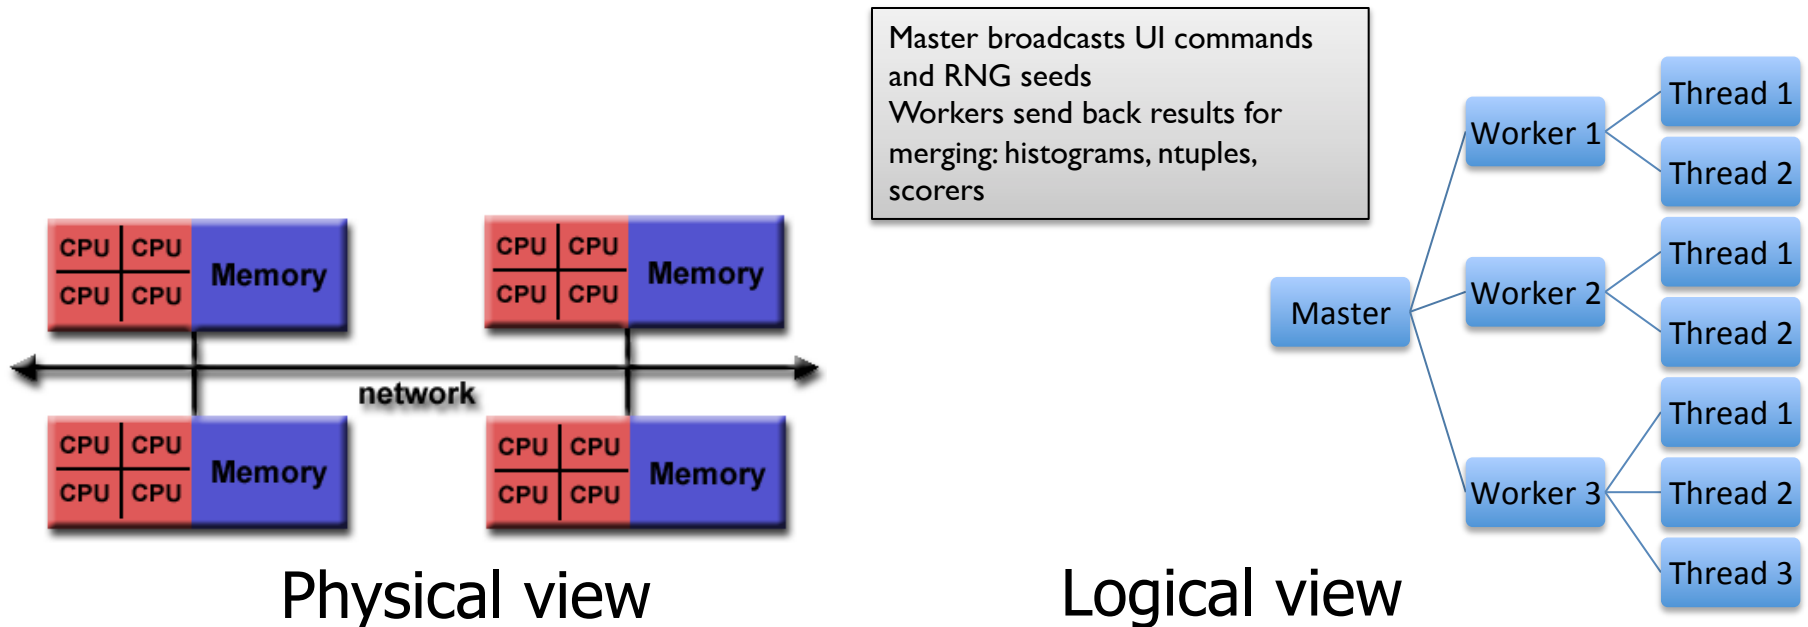 CPU CPU
CPU CPU
Memory
CPU CPU
CPU CPU
Memory
network
CPU CPU
CPU CPU
Memory
CPU CPU
CPU CPU
Memory
Physical view
Master broadcasts UI commands
and RNG seeds
Workers send back results for
merging: histograms, ntuples,
scorers
Master
Worker 1
Thread 1
Thread 2
Worker 2
Thread 1
Thread 2
Worker 3
Thread 1
Thread 2
Thread 3
Logical view